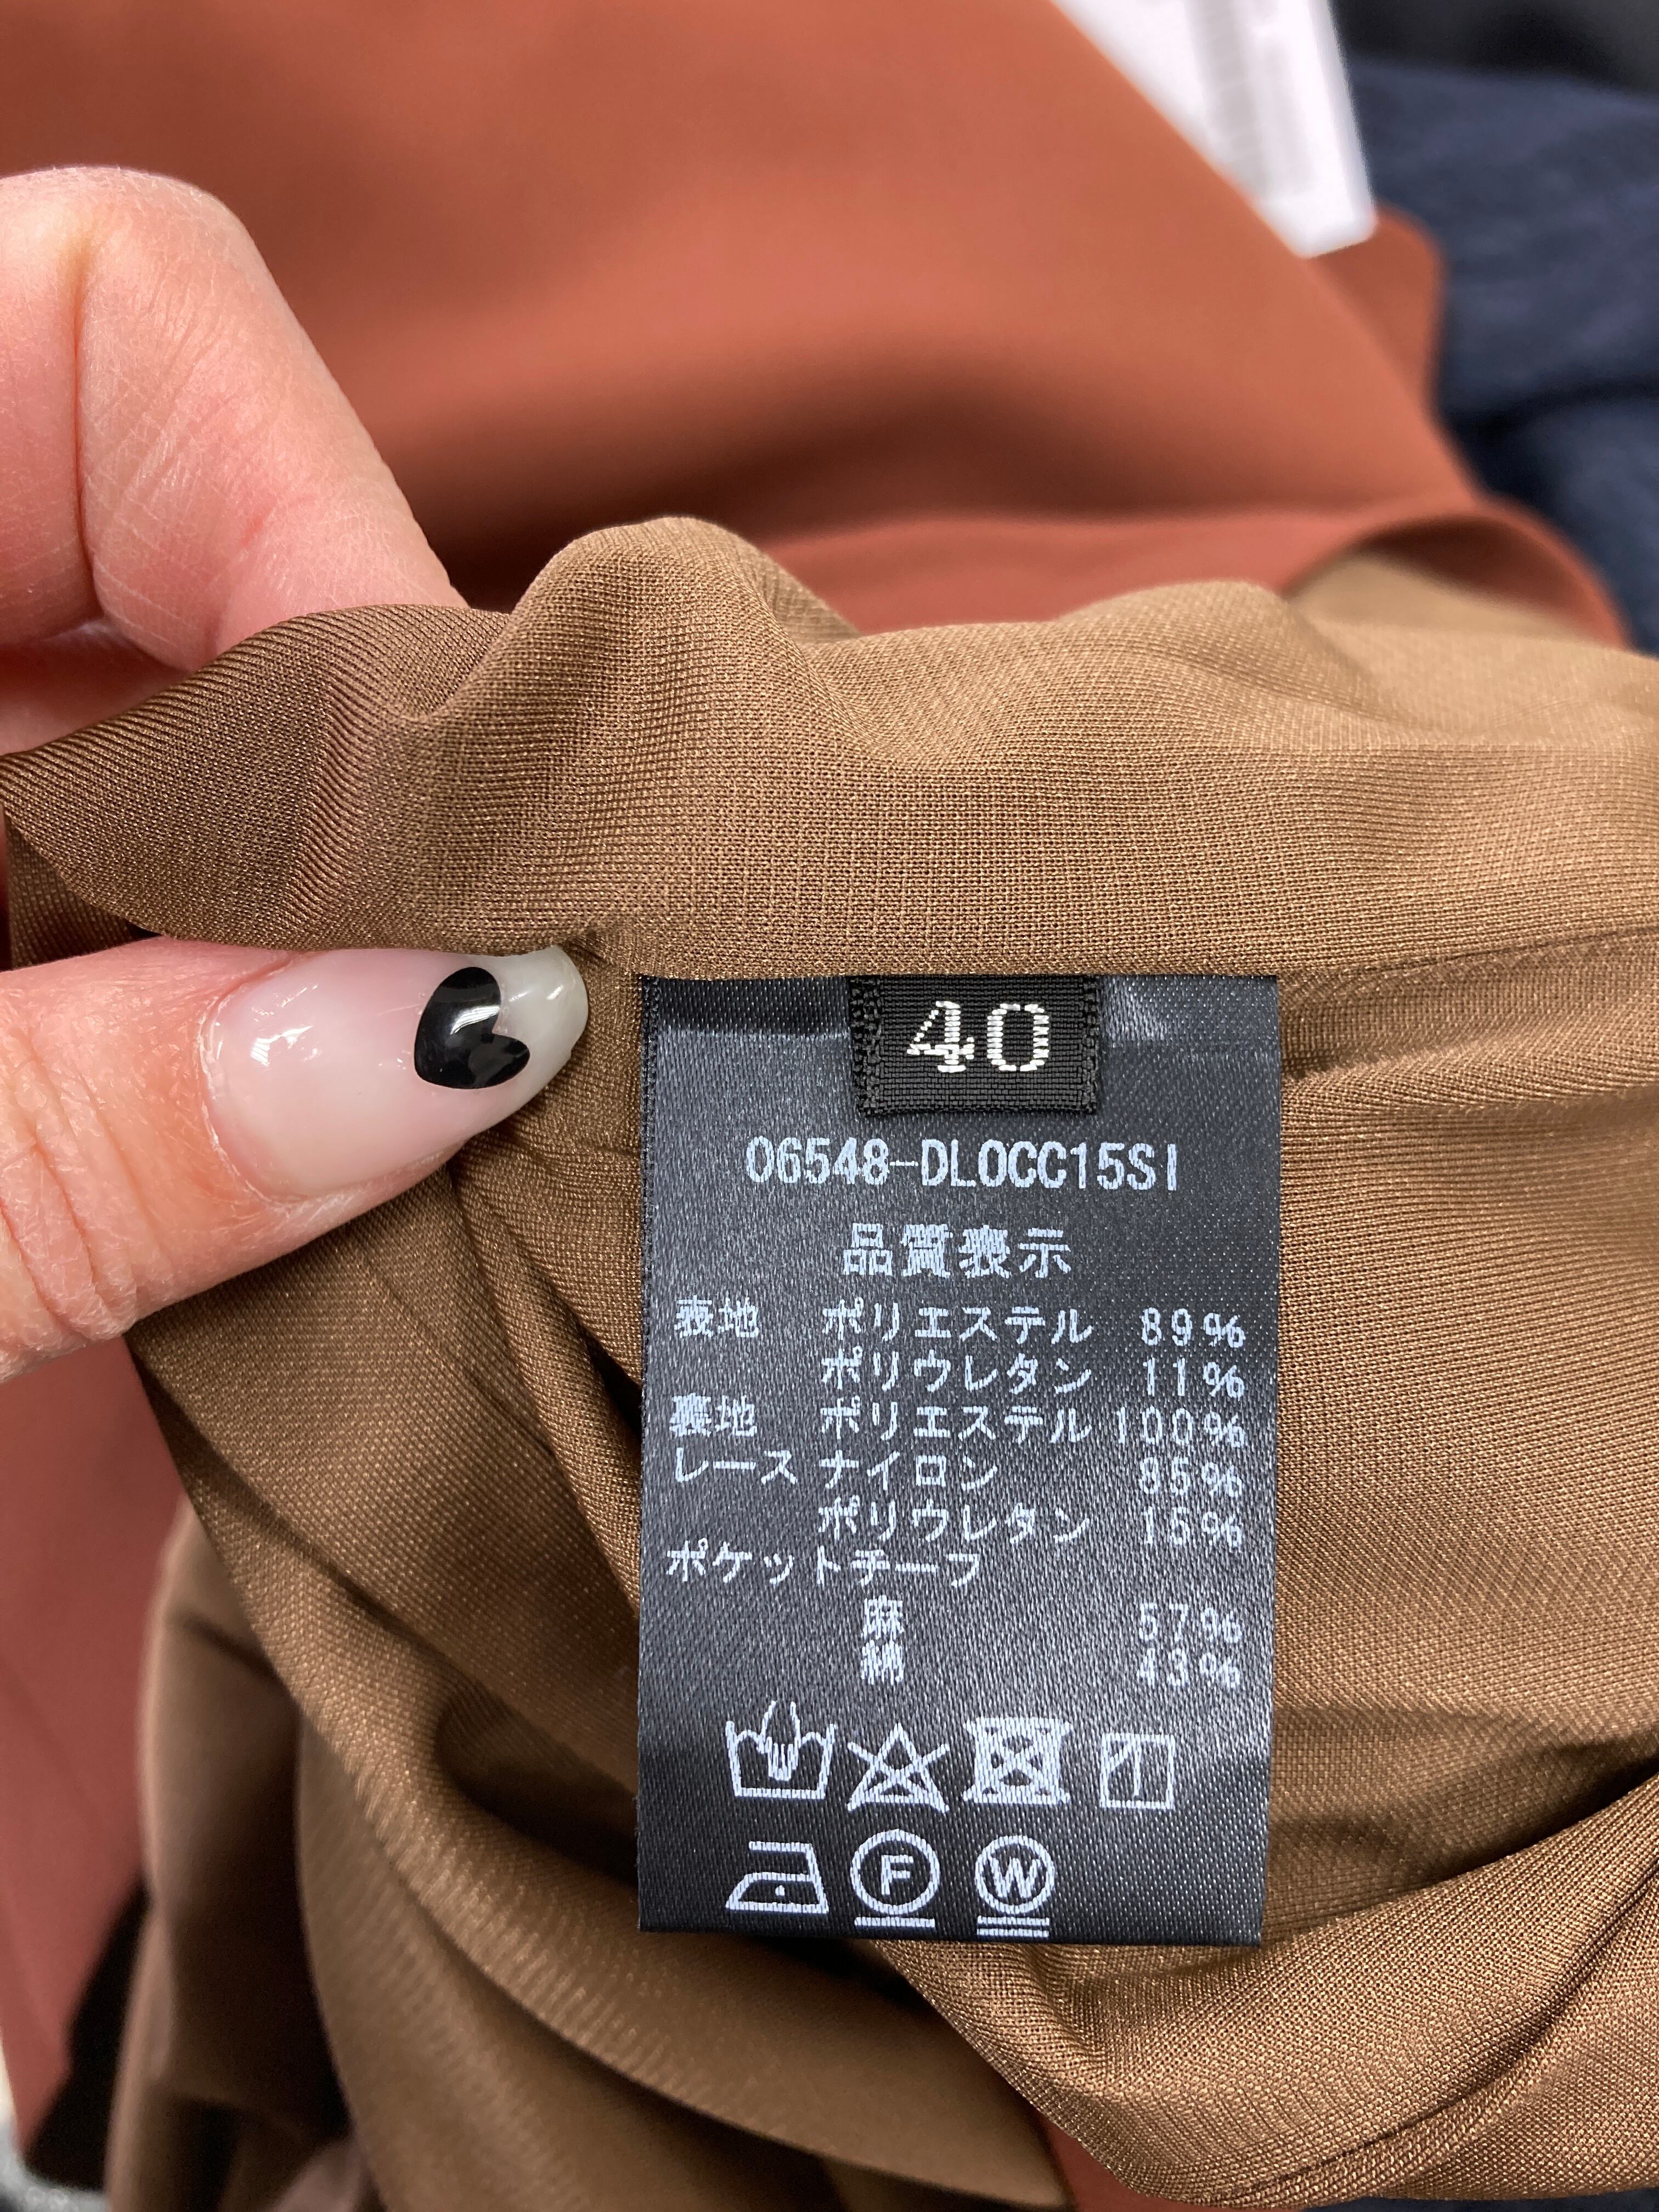 40
06548-DLOCC15SI
品質表示
表地 ポリエステル 89%
ポリウレタン 11%
裏地 ポリエステル 100%
レース ナイロン 85%
ポリウレタン 15%
ポケットチーフ
麻 57%
綿 43%
F W